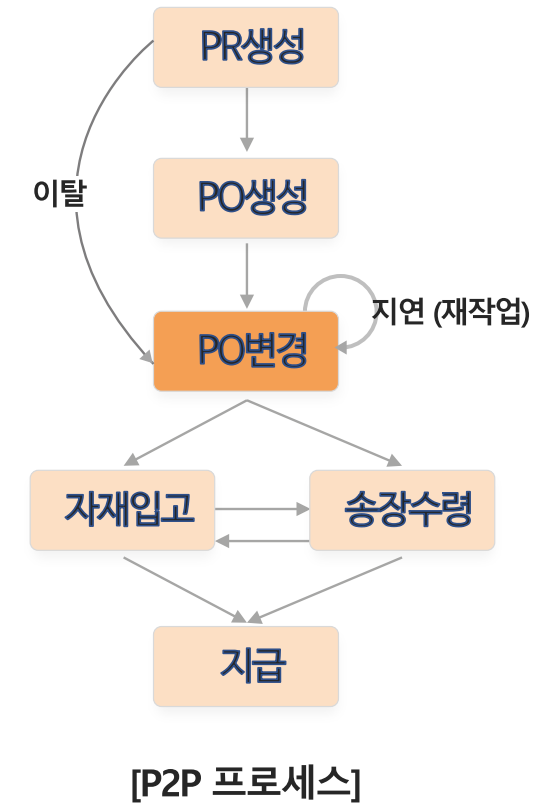 PR생성
이탈
PO생성
PO변경
지연 (재작업)
자재입고
송장수령
지급
[P2P 프로세스]